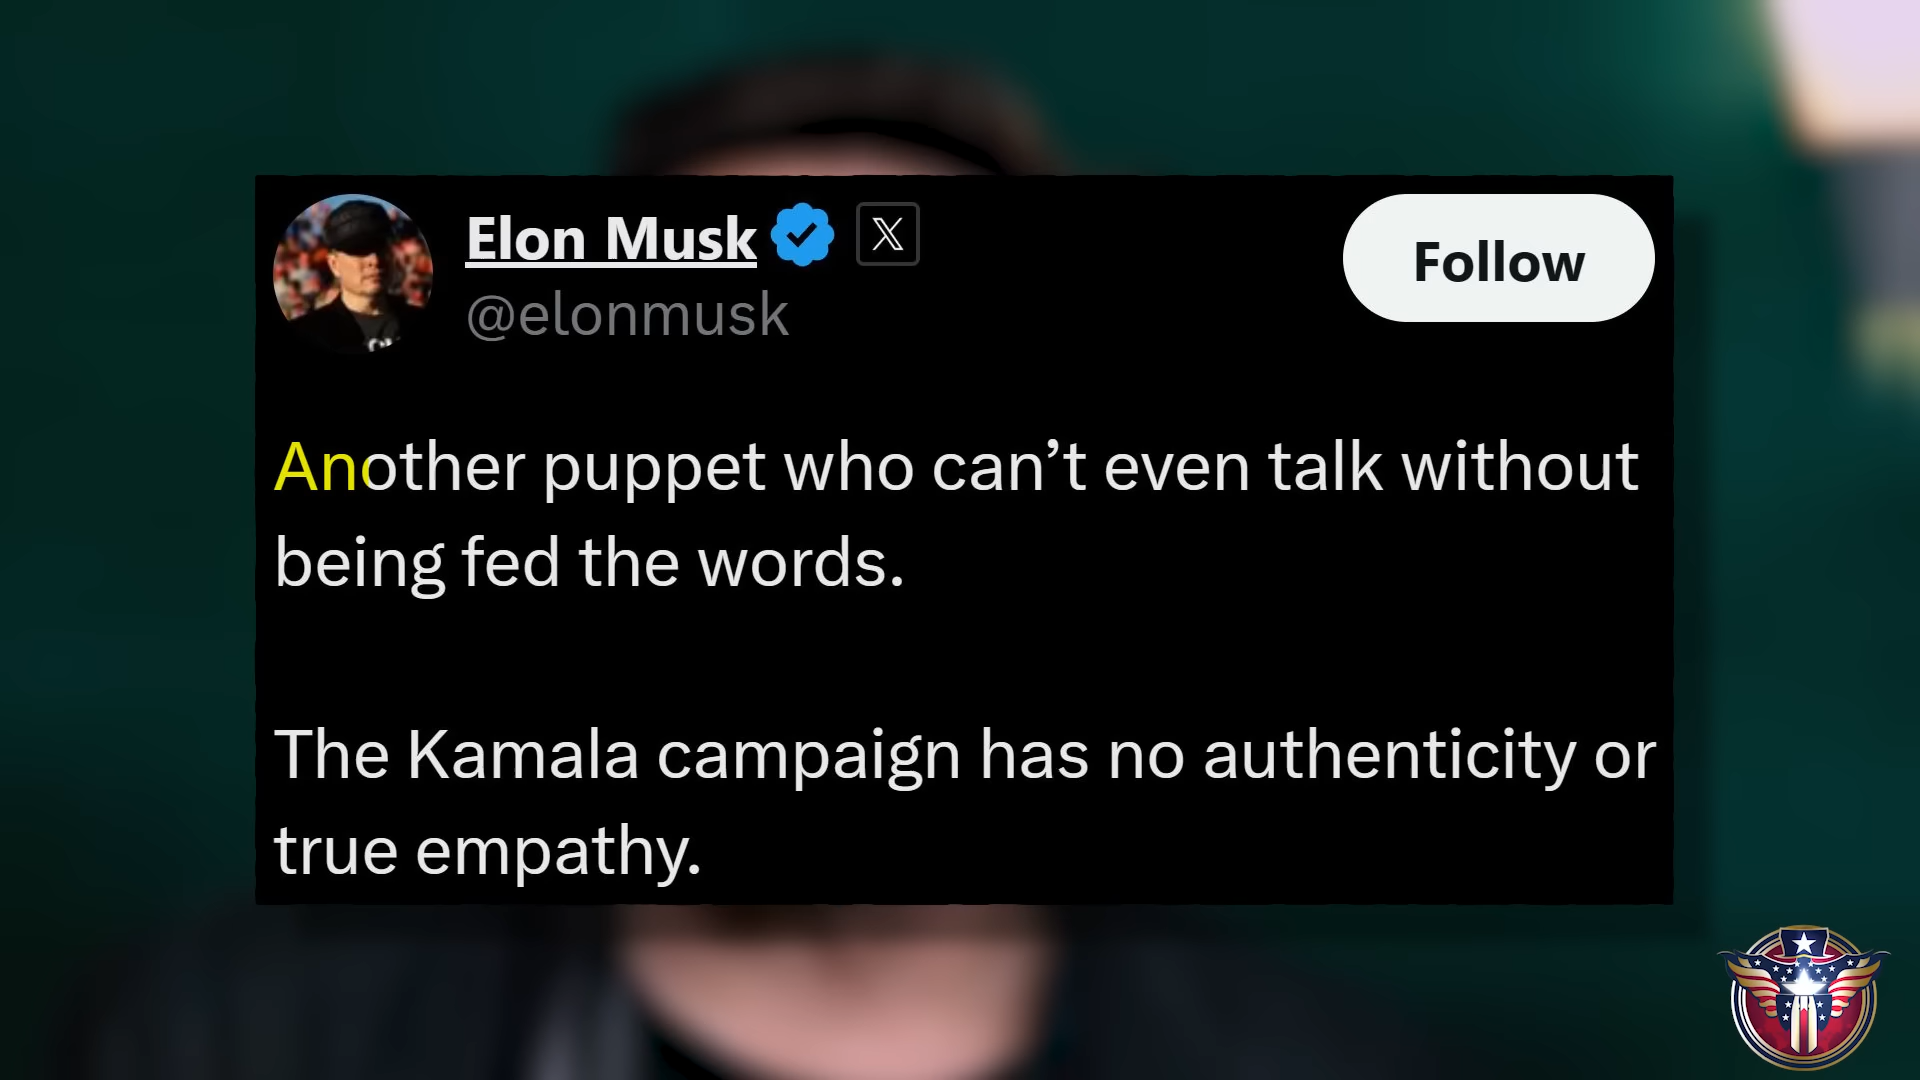 Elon Musk
X
Follow
@elonmusk
Another puppet who can’t even talk without
being fed the words.
The Kamala campaign has no authenticity or
true empathy.